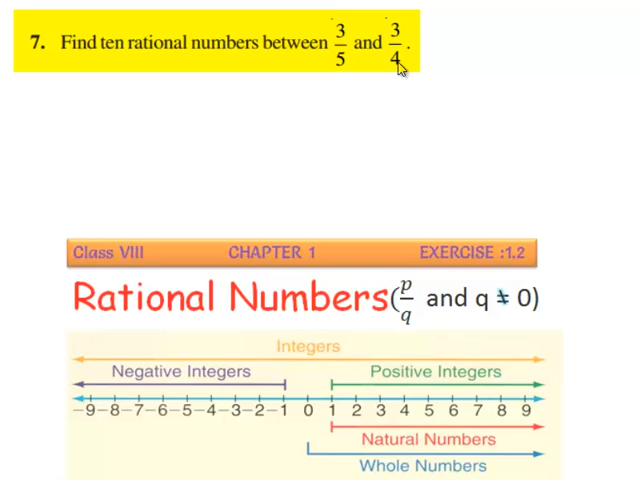 7. Find ten rational numbers between 3/5 and 3/4.
Class VIII CHAPTER 1 EXERCISE :1.2
Rational Numbers(p/q and q ≠ 0)
Integers
Negative Integers Positive Integers
−9−8−7−6−5−4−3−2−1 0 1 2 3 4 5 6 7 8 9
Natural Numbers
Whole Numbers